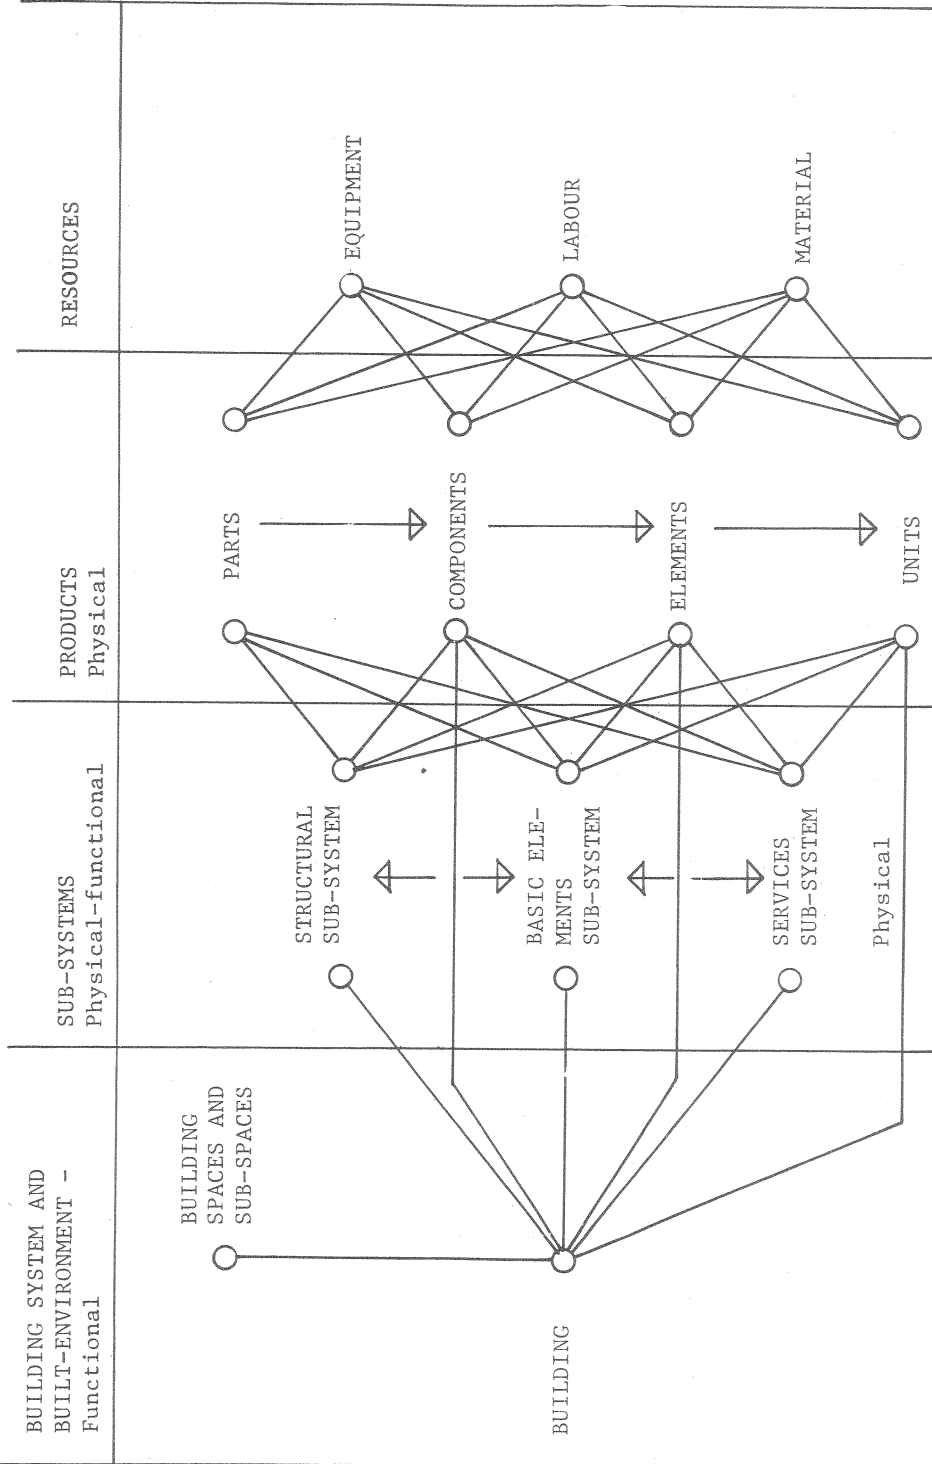 BUILDING SYSTEM AND
BUILT-ENVIRONMENT -
Functional
SUB-SYSTEMS
Physical-functional
PRODUCTS
Physical
RESOURCES
BUILDING
SPACES AND
SUB-SPACES
BUILDING
STRUCTURAL
SUB-SYSTEM
BASIC ELE-
MENTS
SUB-SYSTEM
SERVICES
SUB-SYSTEM
Physical
PARTS
COMPONENTS
ELEMENTS
UNITS
EQUIPMENT
LABOUR
MATERIAL